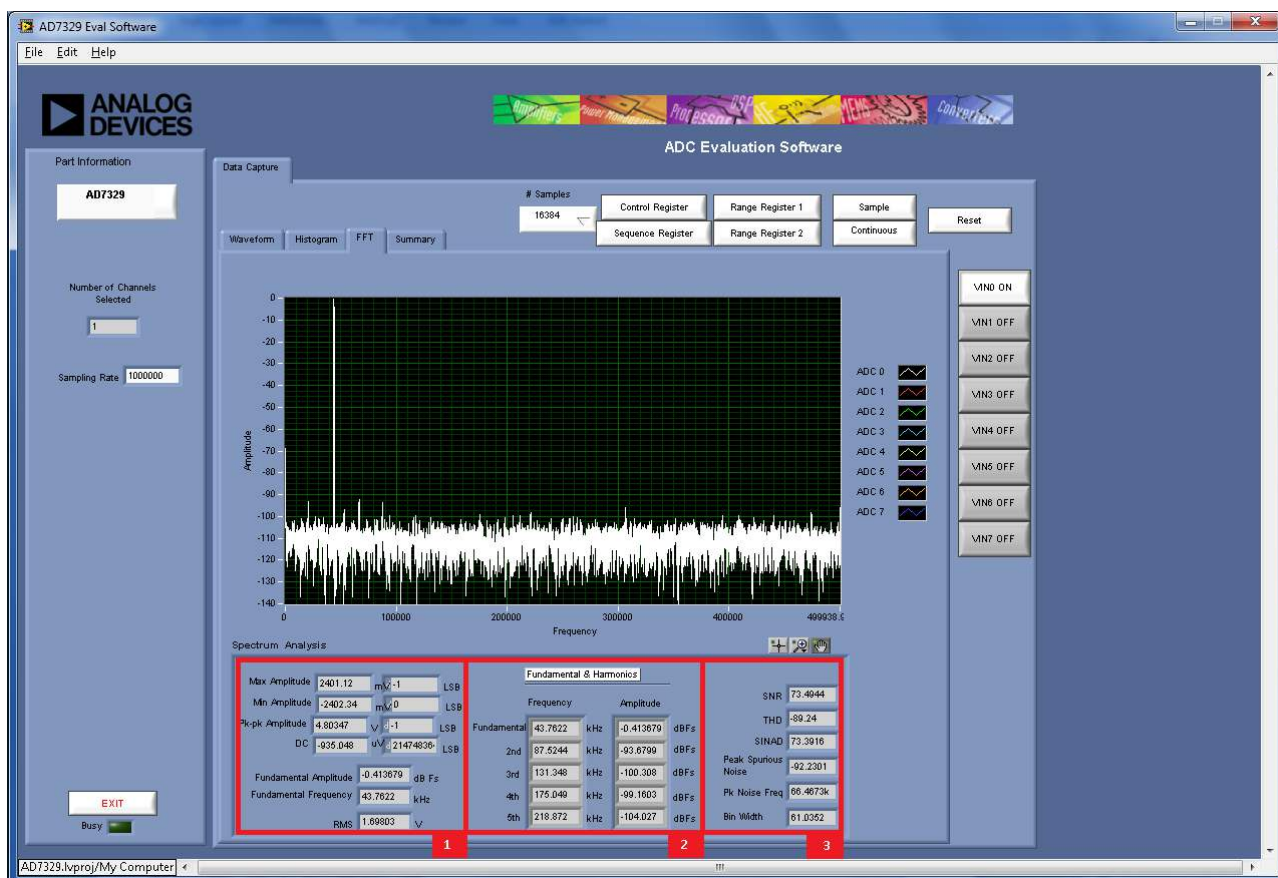 AD7329 Eval Software
File Edit Help
ANALOG
DEVICES
Amplifiers Power Management Processors DSP MEMS Converters
ADC Evaluation Software
Part Information
AD7329
Number of Channels
Selected
1
Sampling Rate 1000000
EXIT
Busy
Data Capture
# Samples
16384
Control Register Range Register 1 Sample
Sequence Register Range Register 2 Continuous
Reset
Waveform Histogram FFT Summary
Amplitude
0
-10
-20
-30
-40
-50
-60
-70
-80
-90
-100
-110
-120
-130
-140
0 100000 200000 300000 400000 499938.9
Frequency
ADC 0
ADC 1
ADC 2
ADC 3
ADC 4
ADC 5
ADC 6
ADC 7
VIN0 ON
VIN1 OFF
VIN2 OFF
VIN3 OFF
VIN4 OFF
VIN5 OFF
VIN6 OFF
VIN7 OFF
Spectrum Analysis
Max Amplitude 2401.12 mV -1 LSB
Min Amplitude -2402.34 mV 0 LSB
Pk-pk Amplitude 4.80347 V -1 LSB
DC -935.048 uV 21474836 LSB
Fundamental Amplitude -0.413679 dB Fs
Fundamental Frequency 43.7622 kHz
RMS 1.69803 V
1
Fundamental & Harmonics
Frequency Amplitude
Fundamental 43.7622 kHz -0.413679 dBFs
2nd 87.5244 kHz -93.6799 dBFs
3rd 131.348 kHz -100.308 dBFs
4th 175.049 kHz -99.1603 dBFs
5th 218.872 kHz -104.027 dBFs
2
SNR 73.4944
THD -89.24
SINAD 73.3916
Peak Spurious
Noise -92.2301
Pk Noise Freq 66.4673k
Bin Width 61.0352
3
AD7329.lvproj/My Computer